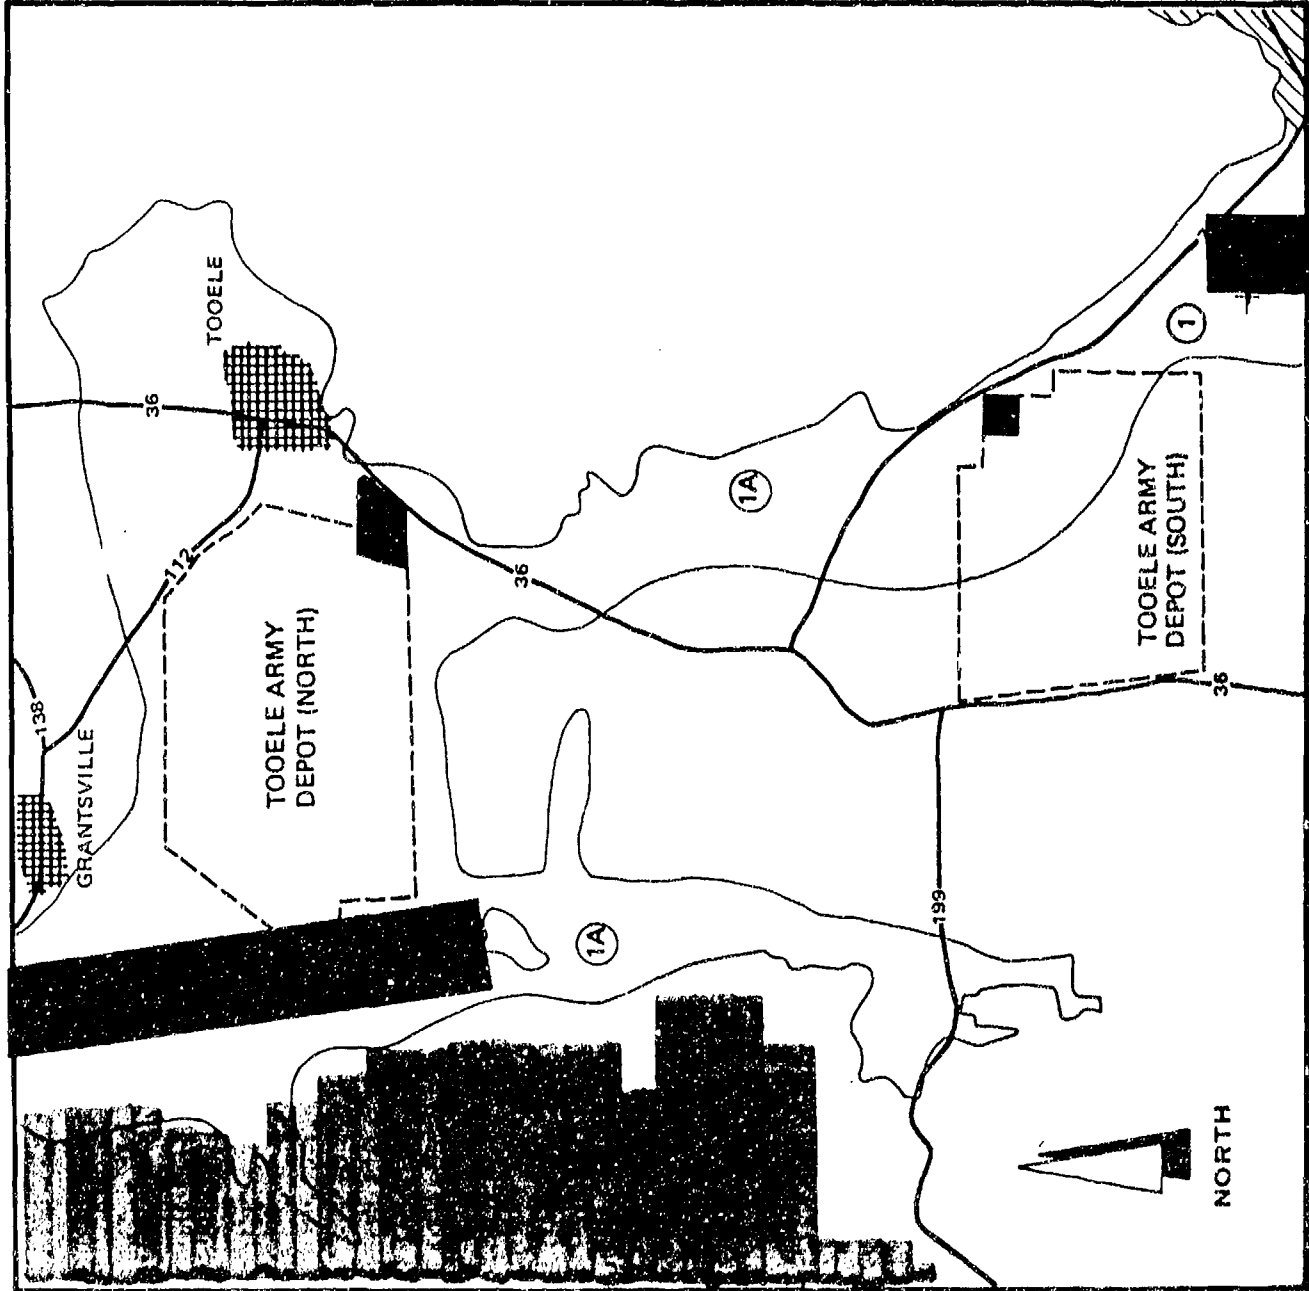 TOOELE
36
112
138
GRANTSVILLE
TOOELE ARMY
DEPOT (NORTH)
36
1A
1
1A
TOOELE ARMY
DEPOT (SOUTH)
36
199
NORTH